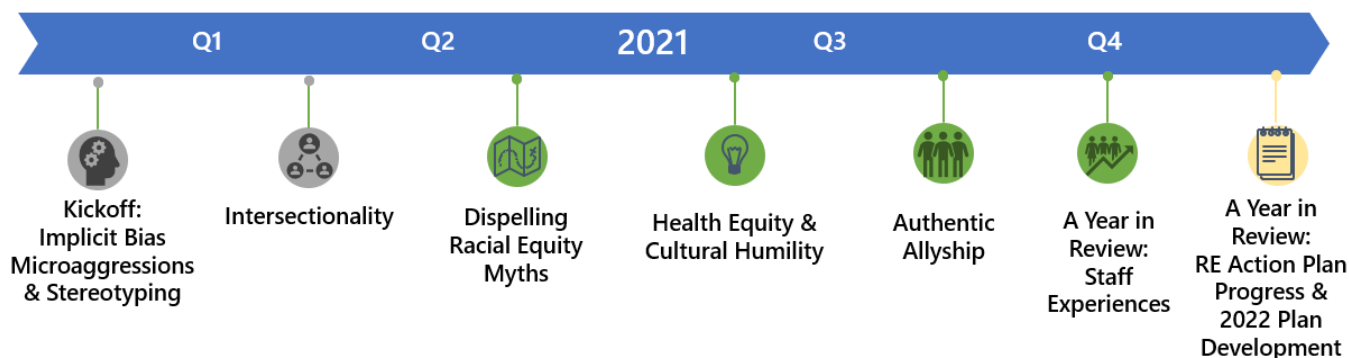 Q1
Q2
2021
Q3
Q4
Kickoff:
Implicit Bias
Microaggressions
& Stereotyping
Intersectionality
Dispelling
Racial Equity
Myths
Health Equity &
Cultural Humility
Authentic
Allyship
A Year in
Review:
Staff
Experiences
A Year in
Review:
RE Action Plan
Progress &
2022 Plan
Development